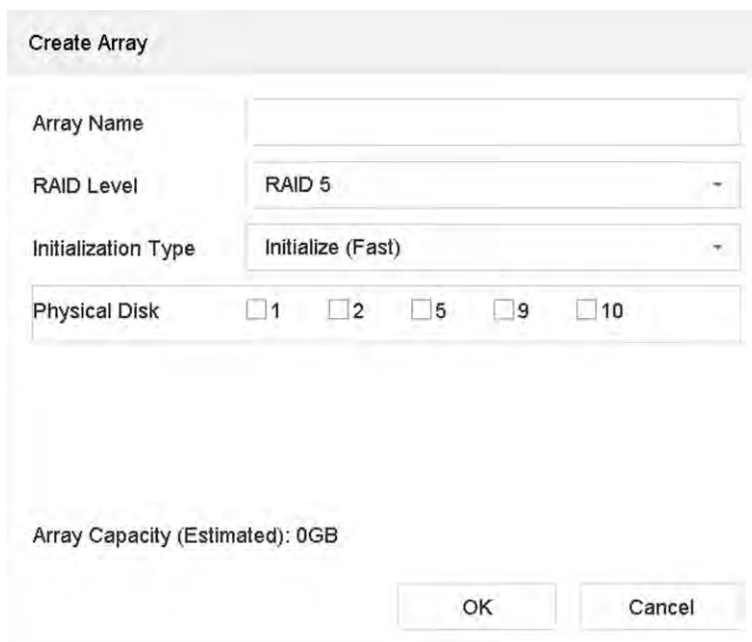 Create Array
Array Name
RAID Level RAID 5
Initialization Type Initialize (Fast)
Physical Disk 1 2 5 9 10
Array Capacity (Estimated): 0GB
OK Cancel